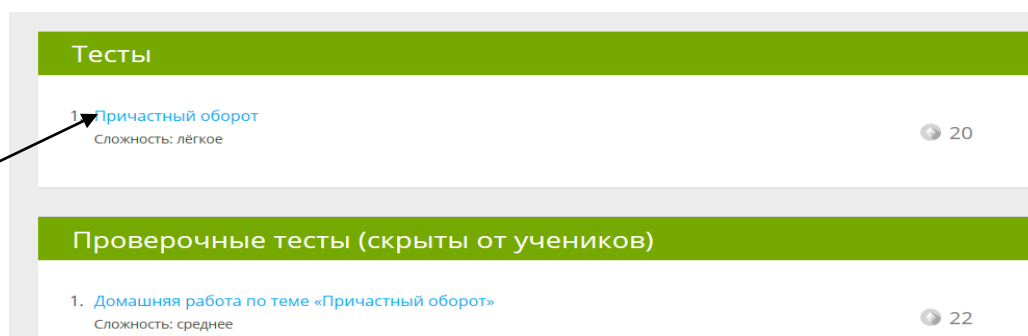 Тесты
1. Причастный оборот
Сложность: лёгкое
20
Проверочные тесты (скрыты от учеников)
1. Домашняя работа по теме «Причастный оборот»
Сложность: среднее
22